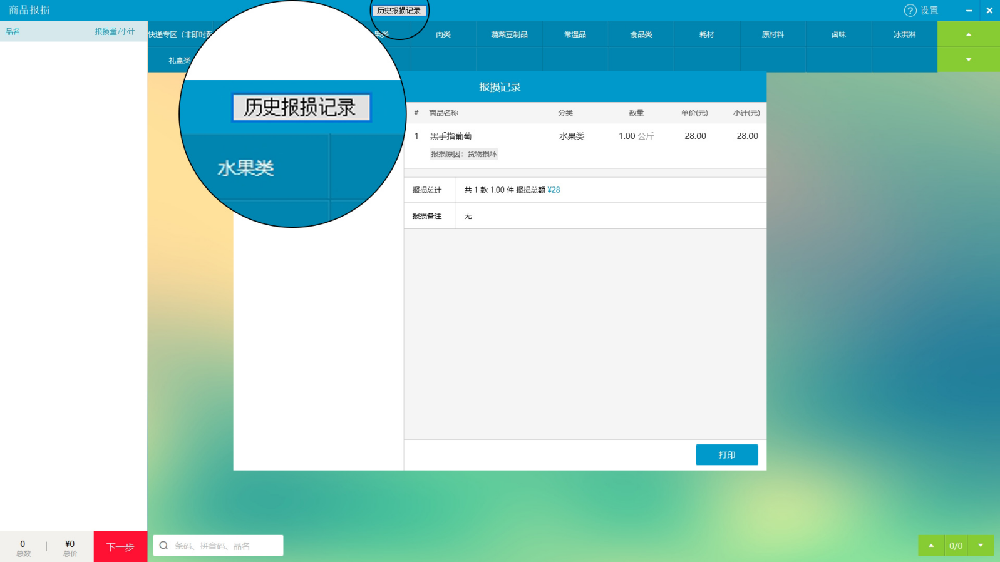 商品报损
历史报损记录
设置
品名 报损量/小计
快递专区（非即时配
果类 肉类 蔬菜豆制品 常温品 食品类 耗材 原材料 卤味 冰淇淋
礼盒类
历史报损记录
水果类
报损记录
# 商品名称 分类 数量 单价(元) 小计(元)
1 黑手指葡萄 水果类 1.00 公斤 28.00 28.00
报损原因：货物损坏
报损总计 共 1 款 1.00 件 报损总额 ¥28
报损备注 无
打印
0 ¥0
总数 总价
下一步
条码、拼音码、品名
0/0